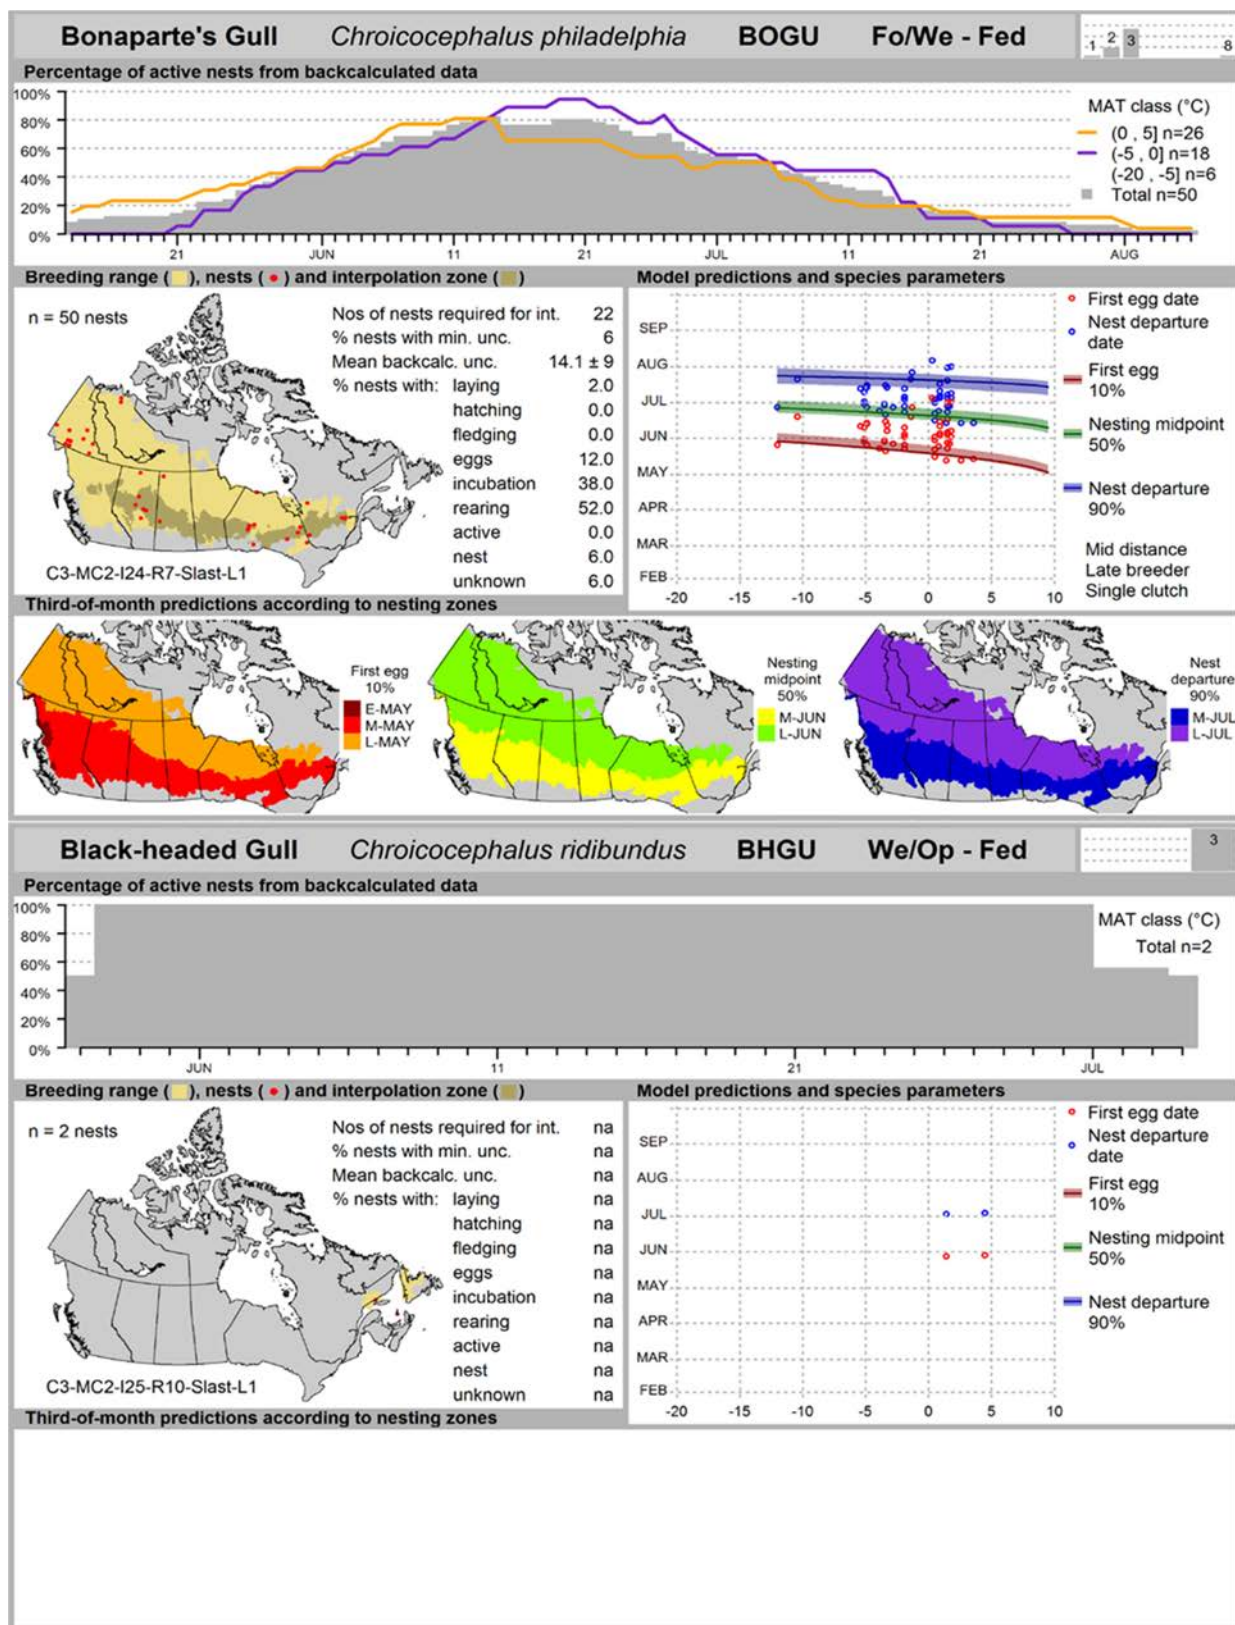 Bonaparte's Gull Chroicocephalus philadelphia BOGU Fo/We - Fed
1 2 3 8
Percentage of active nests from backcalculated data
100%
80%
60%
40%
20%
0%
21 JUN 11 21 JUL 11 21 AUG
MAT class (°C)
(0 , 5] n=26
(-5 , 0] n=18
(-20 , -5] n=6
Total n=50
Breeding range ( ), nests ( ) and interpolation zone ( )
n = 50 nests
Nos of nests required for int. 22
% nests with min. unc. 6
Mean backcalc. unc. 14.1 ± 9
% nests with: laying 2.0
hatching 0.0
fledging 0.0
eggs 12.0
incubation 38.0
rearing 52.0
active 0.0
nest 6.0
unknown 6.0
C3-MC2-I24-R7-Slast-L1
Model predictions and species parameters
SEP
AUG
JUL
JUN
MAY
APR
MAR
FEB
-20 -15 -10 -5 0 5 10
First egg date
Nest departure
date
First egg
10%
Nesting midpoint
50%
Nest departure
90%
Mid distance
Late breeder
Single clutch
Third-of-month predictions according to nesting zones
First egg
10%
E-MAY
M-MAY
L-MAY
Nesting
midpoint
50%
M-JUN
L-JUN
Nest
departure
90%
M-JUL
L-JUL
Black-headed Gull Chroicocephalus ridibundus BHGU We/Op - Fed
3
Percentage of active nests from backcalculated data
100%
80%
60%
40%
20%
0%
JUN 11 21 JUL
MAT class (°C)
Total n=2
Breeding range ( ), nests ( ) and interpolation zone ( )
n = 2 nests
Nos of nests required for int. na
% nests with min. unc. na
Mean backcalc. unc. na
% nests with: laying na
hatching na
fledging na
eggs na
incubation na
rearing na
active na
nest na
unknown na
C3-MC2-I25-R10-Slast-L1
Model predictions and species parameters
SEP
AUG
JUL
JUN
MAY
APR
MAR
FEB
-20 -15 -10 -5 0 5 10
First egg date
Nest departure
date
First egg
10%
Nesting midpoint
50%
Nest departure
90%
Third-of-month predictions according to nesting zones